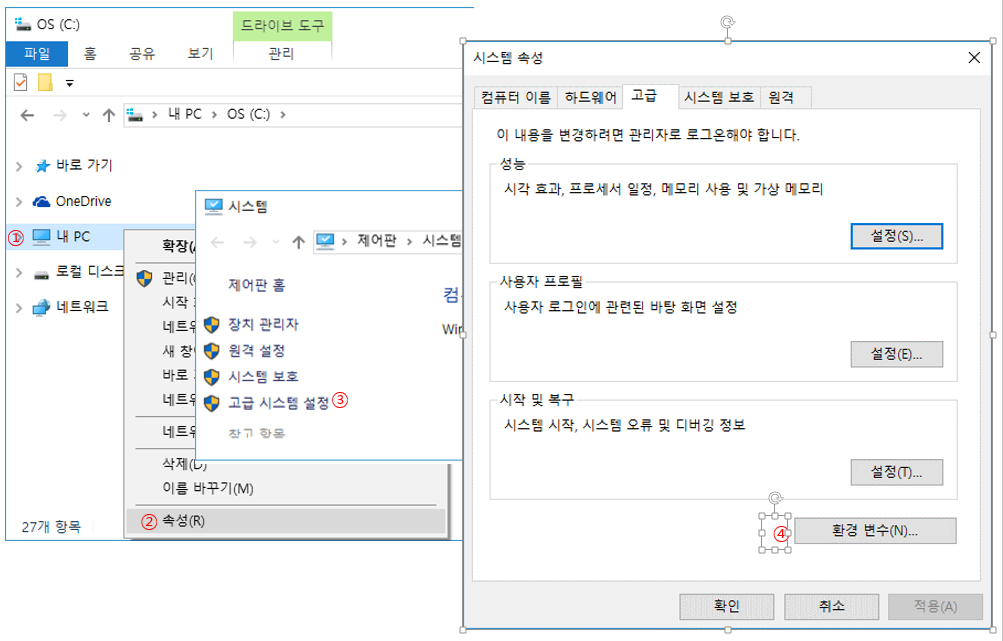 OS (C:)
드라이브 도구
파일
홈
공유
보기
관리
내 PC
OS (C:)
바로 가기
OneDrive
① 내 PC
로컬 디스크
네트워크
27개 항목
확장(
관리(
시작
네트워
새 창
바로
네트워
네트워
삭제(D)
이름 바꾸기(M)
② 속성(R)
시스템
제어판
시스템
제어판 홈
장치 관리자
원격 설정
시스템 보호
고급 시스템 설정 ③
참고 항목
Win
시스템 속성
컴퓨터 이름
하드웨어
고급
시스템 보호
원격
이 내용을 변경하려면 관리자로 로그온해야 합니다.
성능
시각 효과, 프로세서 일정, 메모리 사용 및 가상 메모리
설정(S)...
사용자 프로필
사용자 로그인에 관련된 바탕 화면 설정
설정(E)...
시작 및 복구
시스템 시작, 시스템 오류 및 디버깅 정보
설정(T)...
④ 환경 변수(N)...
확인
취소
적용(A)